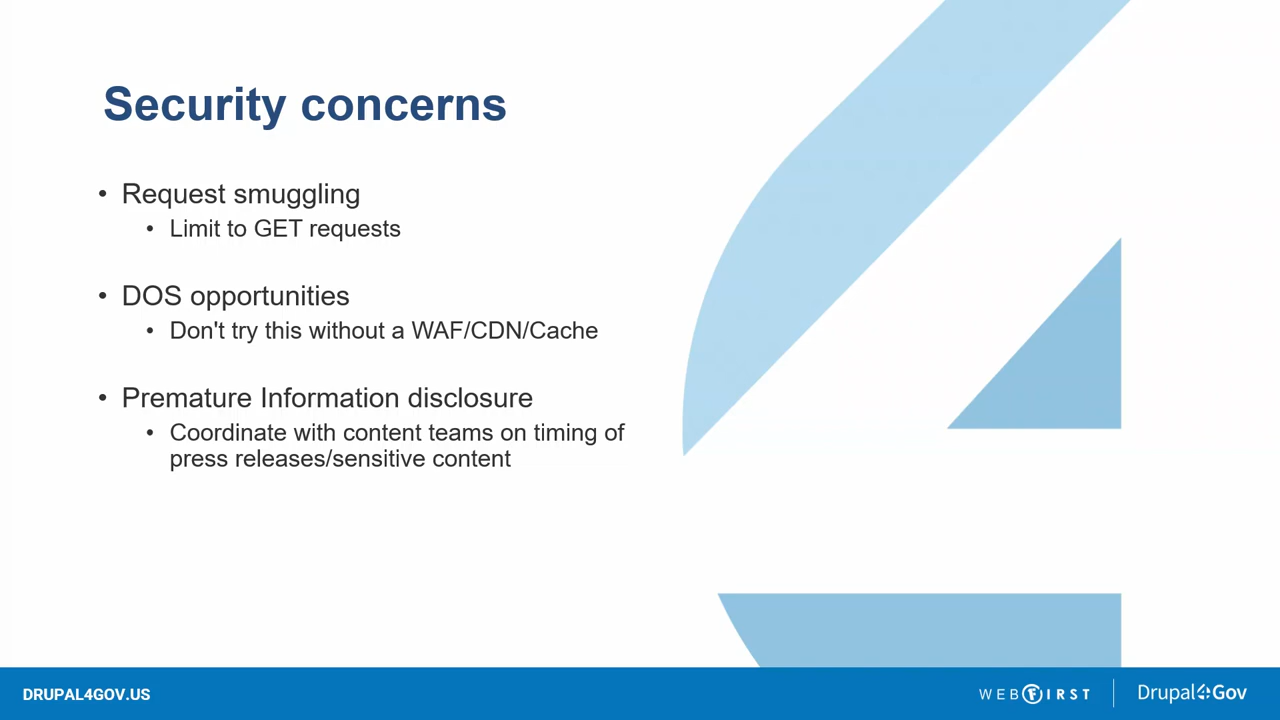 Security concerns
• Request smuggling
• Limit to GET requests
• DOS opportunities
• Don't try this without a WAF/CDN/Cache
• Premature Information disclosure
• Coordinate with content teams on timing of
press releases/sensitive content
DRUPAL4GOV.US
WEBFIRST
Drupal4Gov